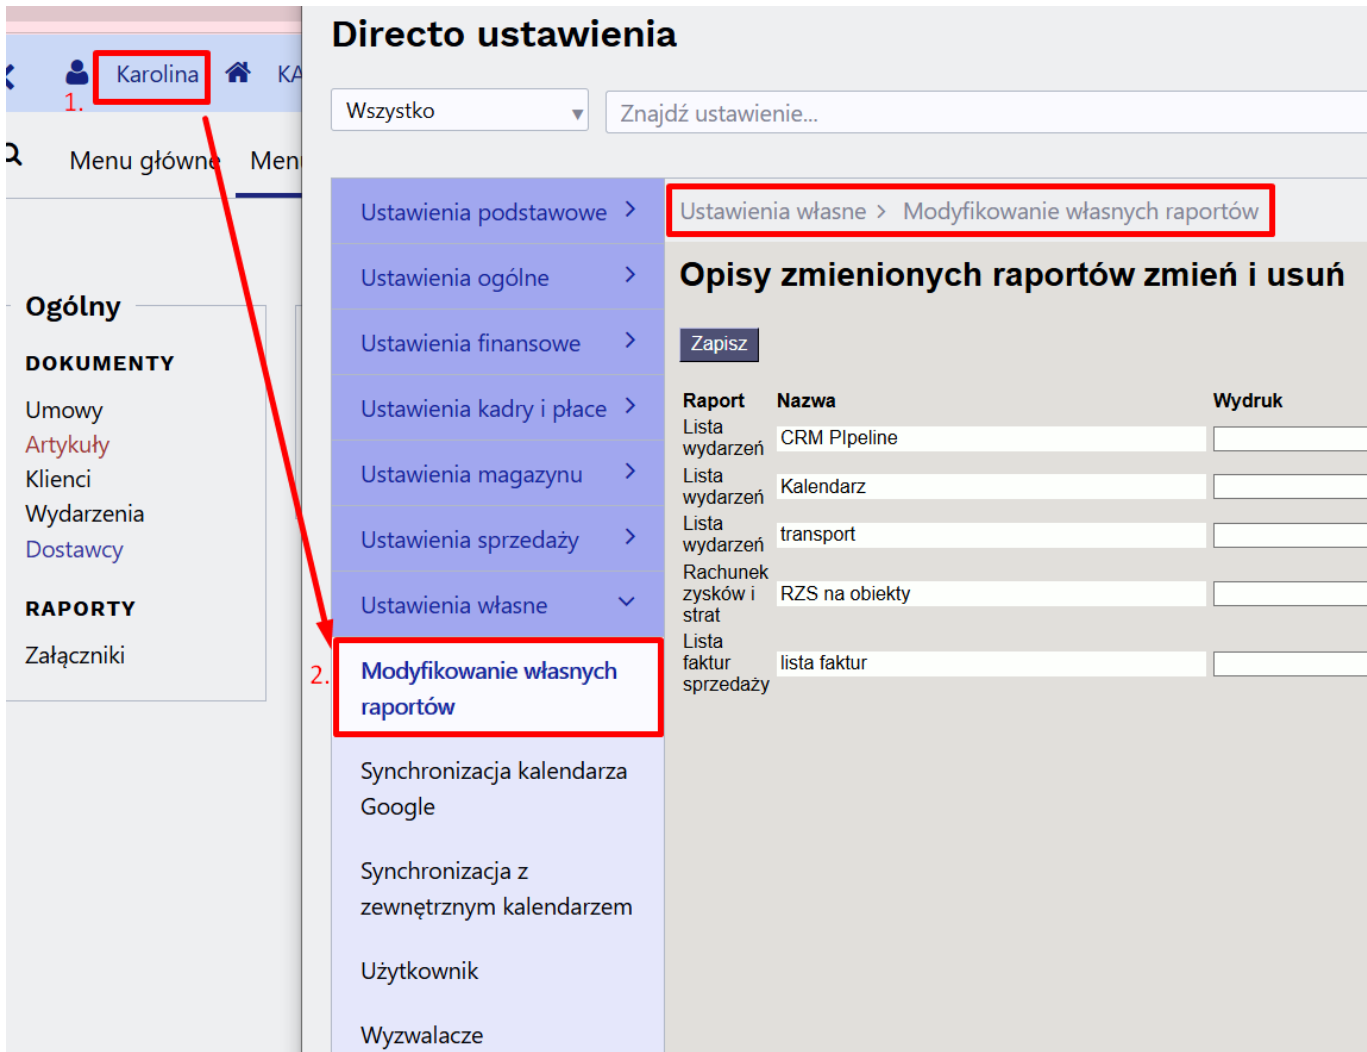 Directo ustawienia
Karolina
KA
1.
Wszystko
Znajdź ustawienie...
Menu główne
Menu
Ustawienia podstawowe
Ustawienia ogólne
Ustawienia finansowe
Ustawienia kadry i płace
Ustawienia magazynu
Ustawienia sprzedaży
Ustawienia własne
2.
Modyfikowanie własnych
raportów
Synchronizacja kalendarza
Google
Synchronizacja z
zewnętrznym kalendarzem
Użytkownik
Wyzwalacze
Ogólny
DOKUMENTY
Umowy
Artykuły
Klienci
Wydarzenia
Dostawcy
RAPORTY
Załączniki
Ustawienia własne > Modyfikowanie własnych raportów
Opisy zmienionych raportów zmień i usuń
Zapisz
Raport Nazwa Wydruk
Lista
wydarzeń
CRM PIpeline
Lista
wydarzeń
Kalendarz
Lista
wydarzeń
transport
Rachunek
zysków i
strat
RZS na obiekty
Lista
faktur
sprzedaży
lista faktur